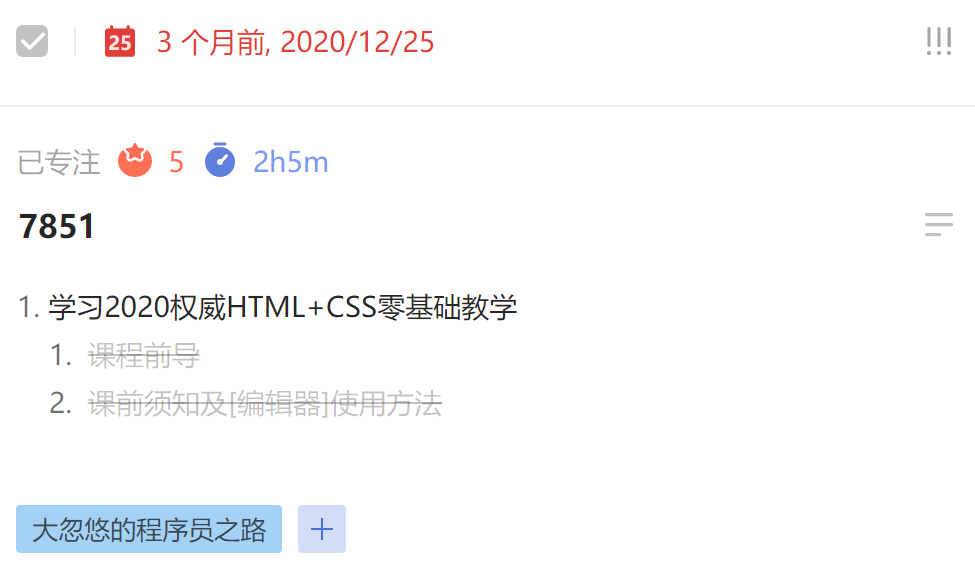 25 3 个月前, 2020/12/25
已专注 5 2h5m
7851
1. 学习2020权威HTML+CSS零基础教学
1. 课程前导
2. 课前须知及[编辑器]使用方法
大忽悠的程序员之路 +